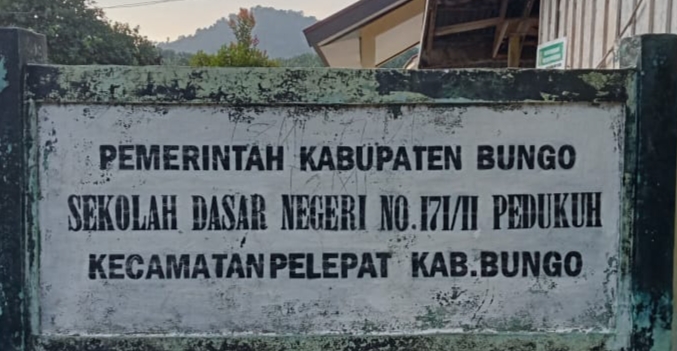 PEMERINTAH KABUPATEN BUNGO
SEKOLAH DASAR NEGERI NO.171/II PEDUKUH
KECAMATAN PELEPAT KAB.BUNGO